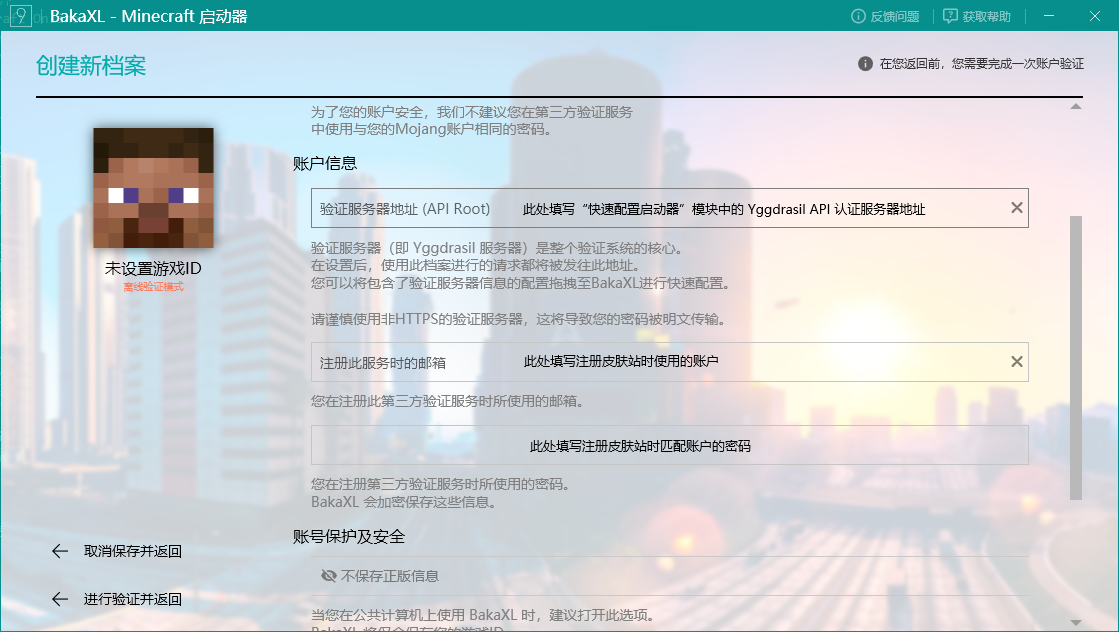 BakaXL - Minecraft 启动器
反馈问题
获取帮助
创建新档案
在您返回前，您需要完成一次账户验证
为了您的账户安全，我们不建议您在第三方验证服务
中使用与您的Mojang账户相同的密码。
账户信息
验证服务器地址 (API Root) 此处填写“快速配置启动器”模块中的 Yggdrasil API 认证服务器地址
未设置游戏ID
离线验证模式
验证服务器（即 Yggdrasil 服务器）是整个验证系统的核心。
在设置后，使用此档案进行的请求都将被发往此地址。
您可以将包含了验证服务器信息的配置拖拽至BakaXL进行快速配置。
请谨慎使用非HTTPS的验证服务器，这将导致您的密码被明文传输。
注册此服务时的邮箱 此处填写注册皮肤站时使用的账户
您在注册此第三方验证服务时所使用的邮箱。
此处填写注册皮肤站时匹配账户的密码
您在注册第三方验证服务时所使用的密码。
BakaXL 会加密保存这些信息。
账号保护及安全
取消保存并返回
不保存正版信息
进行验证并返回
当您在公共计算机上使用 BakaXL 时，建议打开此选项。